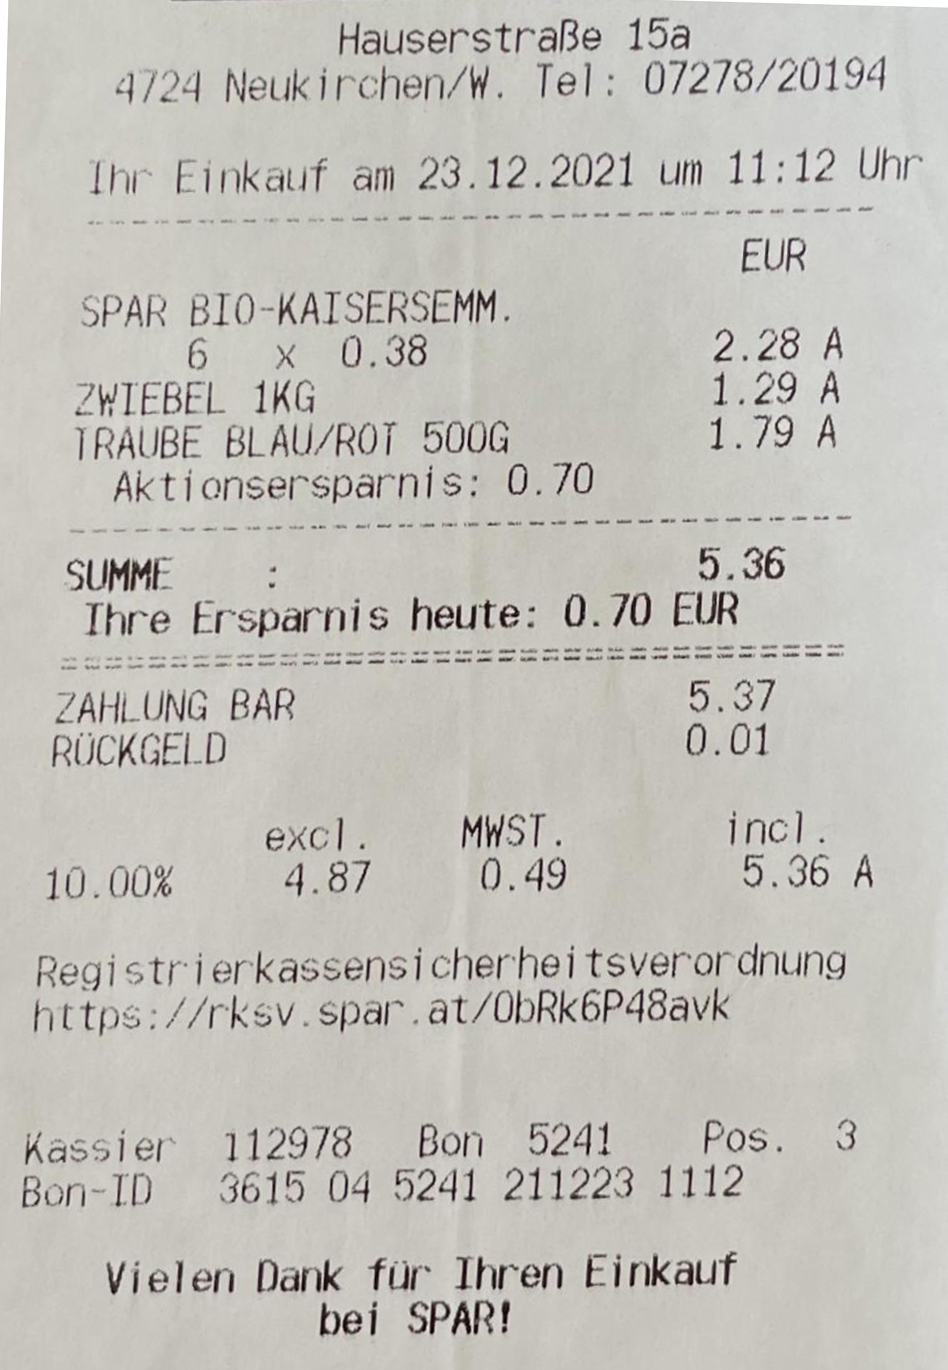 Hauserstraße 15a
4724 Neukirchen/W. Tel: 07278/20194
Ihr Einkauf am 23.12.2021 um 11:12 Uhr
EUR
SPAR BIO-KAISERSEMM.
6 x 0.38 2.28 A
ZWIEBEL 1KG 1.29 A
TRAUBE BLAU/ROT 500G 1.79 A
Aktionsersparnis: 0.70
SUMME : 5.36
Ihre Ersparnis heute: 0.70 EUR
ZAHLUNG BAR 5.37
RÜCKGELD 0.01
excl. MWST. incl.
10.00% 4.87 0.49 5.36 A
Registrierkassensicherheitsverordnung
https://rksv.spar.at/0bRk6P48avk
Kassier 112978 Bon 5241 Pos. 3
Bon-ID 3615 04 5241 211223 1112
Vielen Dank für Ihren Einkauf
bei SPAR!